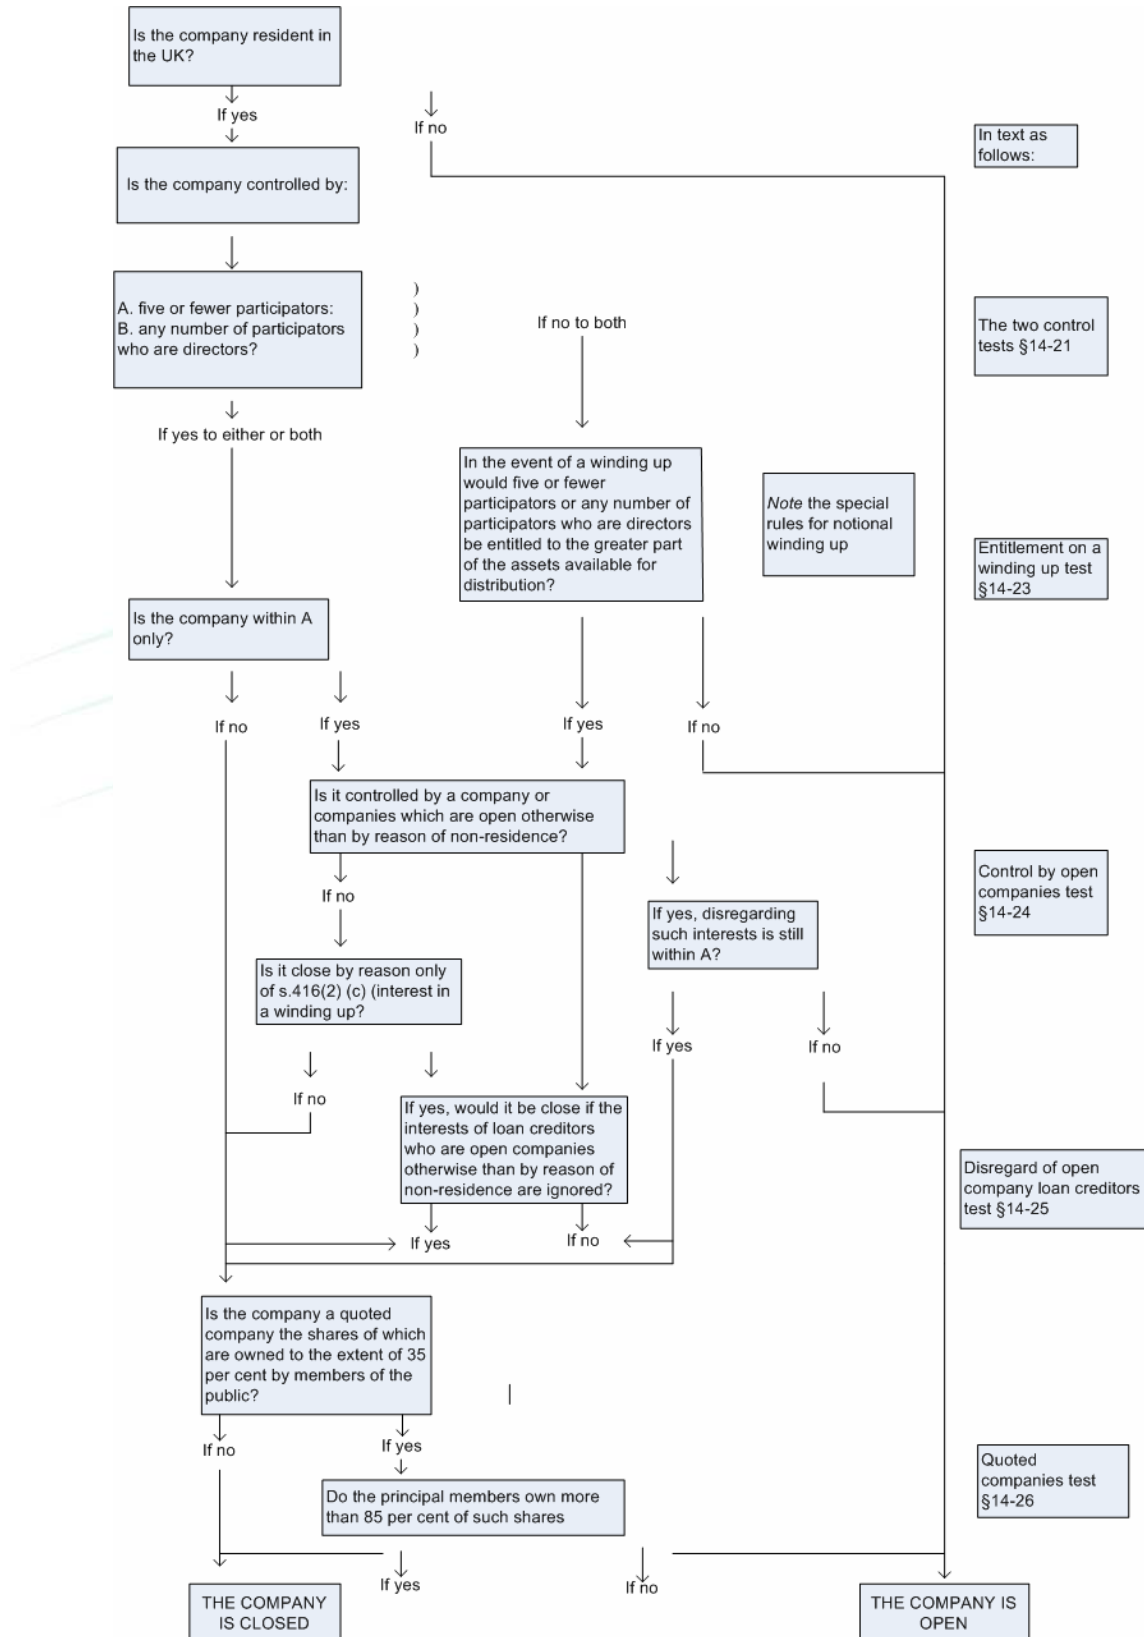 Is the company resident in
the UK?
If yes
If no
In text as
follows:
Is the company controlled by:
A. five or fewer participators:
B. any number of participators
who are directors?
)
)
)
)
If no to both
The two control
tests §14-21
If yes to either or both
In the event of a winding up
would five or fewer
participators or any number of
participators who are directors
be entitled to the greater part
of the assets available for
distribution?
Note the special
rules for notional
winding up
Entitlement on a
winding up test
§14-23
Is the company within A
only?
If no
If yes
If yes
If no
Is it controlled by a company or
companies which are open otherwise
than by reason of non-residence?
Control by open
companies test
§14-24
If no
If yes, disregarding
such interests is still
within A?
Is it close by reason only
of s.416(2) (c) (interest in
a winding up?
If yes
If no
If no
If yes, would it be close if the
interests of loan creditors
who are open companies
otherwise than by reason of
non-residence are ignored?
Disregard of open
company loan creditors
test §14-25
If yes
If no
Is the company a quoted
company the shares of which
are owned to the extent of 35
per cent by members of the
public?
If no
If yes
Quoted
companies test
§14-26
Do the principal members own more
than 85 per cent of such shares
If yes
If no
THE COMPANY
IS CLOSED
THE COMPANY IS
OPEN